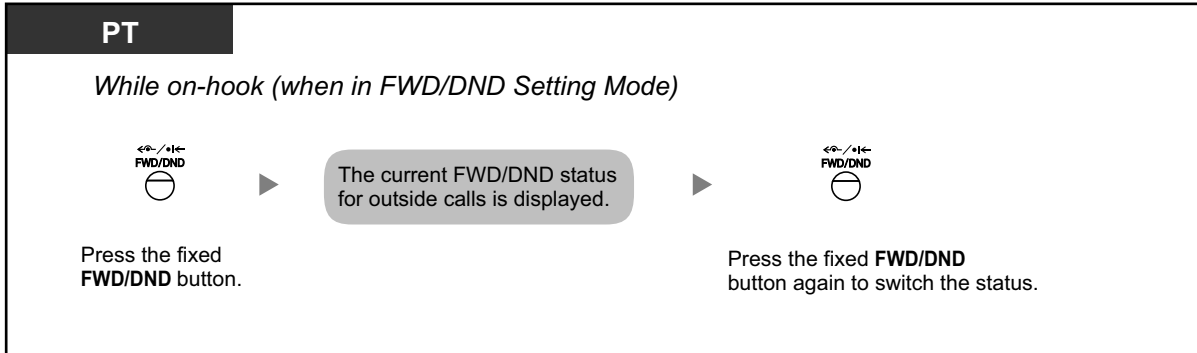 PT
While on-hook (when in FWD/DND Setting Mode)
FWD/DND
The current FWD/DND status
for outside calls is displayed.
FWD/DND
Press the fixed
FWD/DND button.
Press the fixed FWD/DND
button again to switch the status.